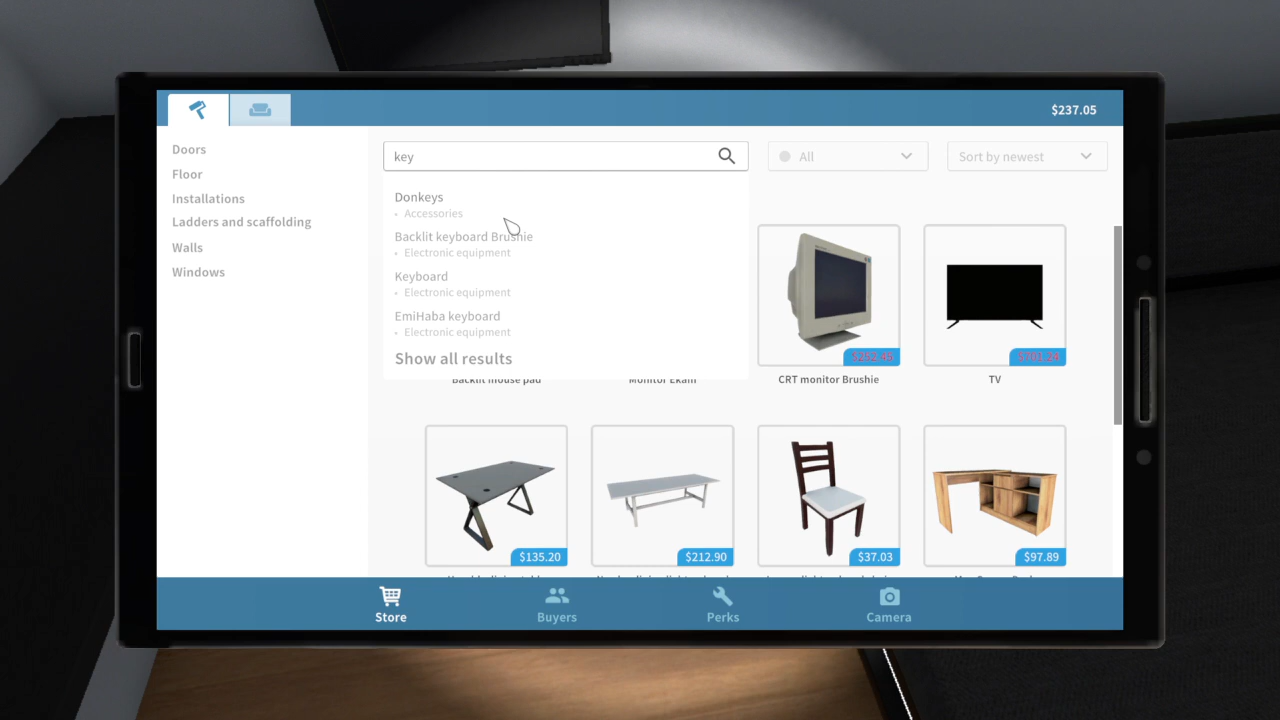 $237.05
Doors
Floor
Installations
Ladders and scaffolding
Walls
Windows
key
All
Sort by newest
Donkeys
• Accessories
Backlit keyboard Brushie
• Electronic equipment
Keyboard
• Electronic equipment
EmiHaba keyboard
• Electronic equipment
Show all results
$252.45
$701.24
Backlit mouse pad
Monitor Ekam
CRT monitor Brushie
TV
$135.20
$212.90
$37.03
$97.89
Store
Buyers
Perks
Camera